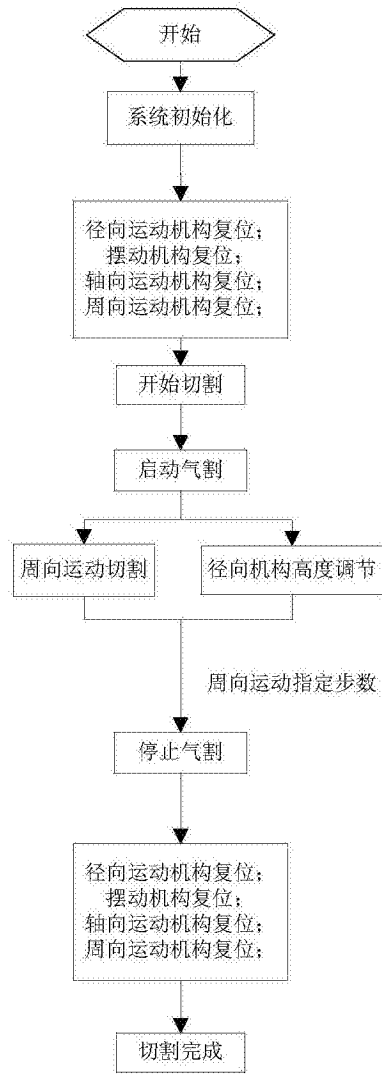 开始
系统初始化
径向运动机构复位；
摆动机构复位；
轴向运动机构复位；
周向运动机构复位；
开始切割
启动气割
周向运动切割
径向机构高度调节
周向运动指定步数
停止气割
径向运动机构复位；
摆动机构复位；
轴向运动机构复位；
周向运动机构复位；
切割完成